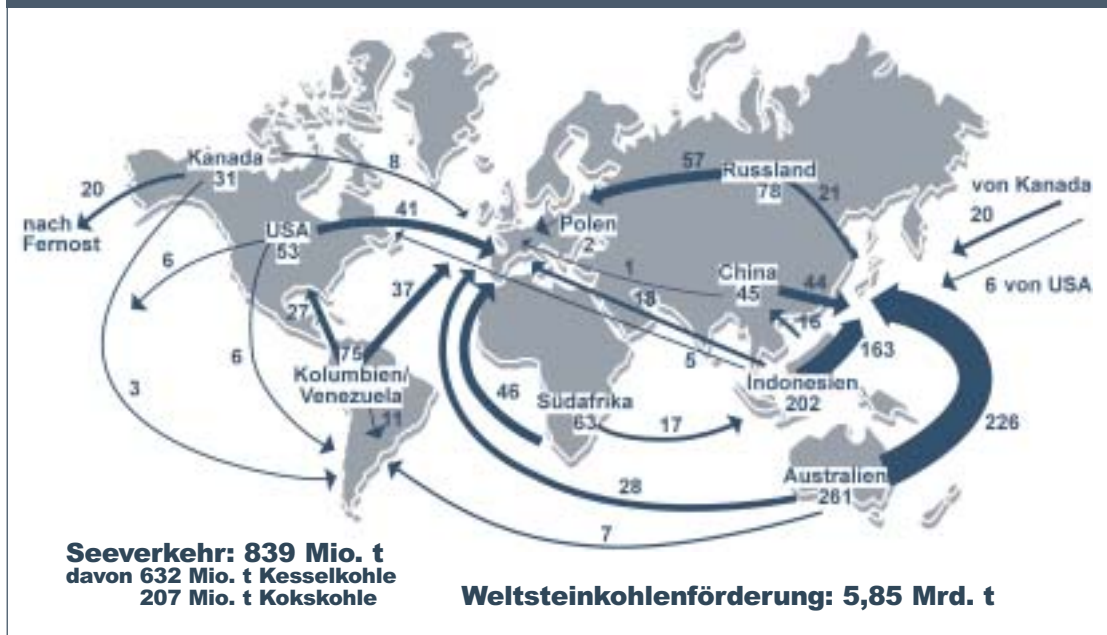 Kanada
31
8
20
nach
Fernost
USA
53
41
6
6
3
27
37
75
Kolumbien/
Venezuela
11
46
Südafrika
63
17
28
7
57
Russland
78
21
Polen
2
1
China
45
44
18
16
5
163
Indonesien
202
226
Australien
261
von Kanada
20
6 von USA
Seeverkehr: 839 Mio. t
davon 632 Mio. t Kesselkohle
207 Mio. t Kokskohle
Weltsteinkohlenförderung: 5,85 Mrd. t